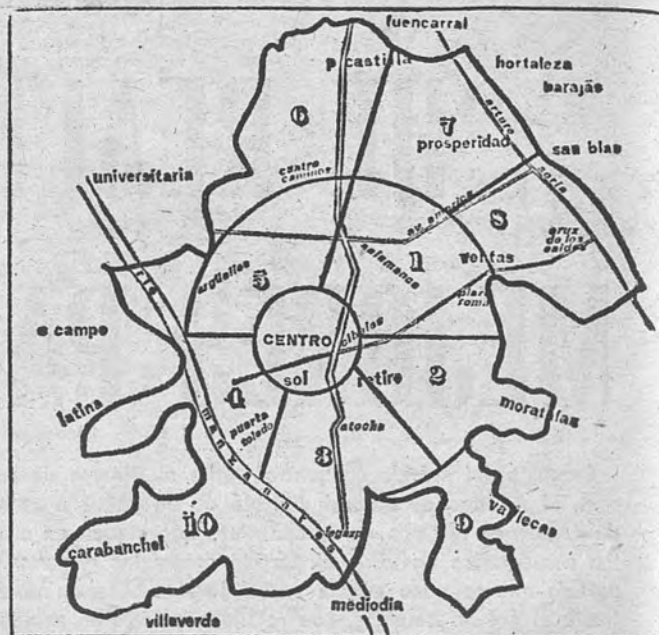 fuencarral
p castilla
hortaleza
barajas
6
7
arturo
prosperidad
san blas
universitaria
cuatro
caminos
soria
av america
8
cruz
de los
caidos
1
ventas
salamanca
argüelles
5
plaza
roma
rio
e campo
CENTRO
cibeles
sol
retiro
2
latina
4
moratalaz
puerta
toledo
atocha
3
manzanares
vallecas
9
10
legazpi
carabanchel
mediodia
villaverde